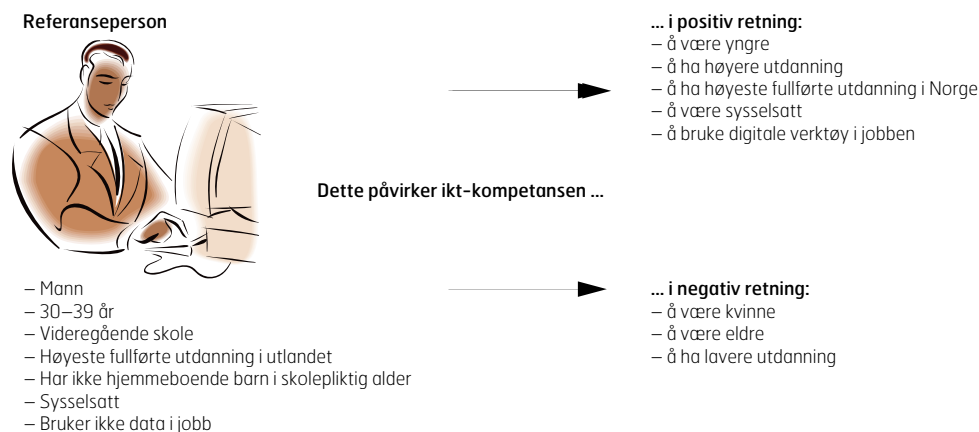 Referanseperson
– Mann
– 30–39 år
– Videregående skole
– Høyeste fullførte utdanning i utlandet
– Har ikke hjemmeboende barn i skolepliktig alder
– Sysselsatt
– Bruker ikke data i jobb
Dette påvirker ikt-kompetansen ...
... i positiv retning:
– å være yngre
– å ha høyere utdanning
– å ha høyeste fullførte utdanning i Norge
– å være sysselsatt
– å bruke digitale verktøy i jobben
... i negativ retning:
– å være kvinne
– å være eldre
– å ha lavere utdanning